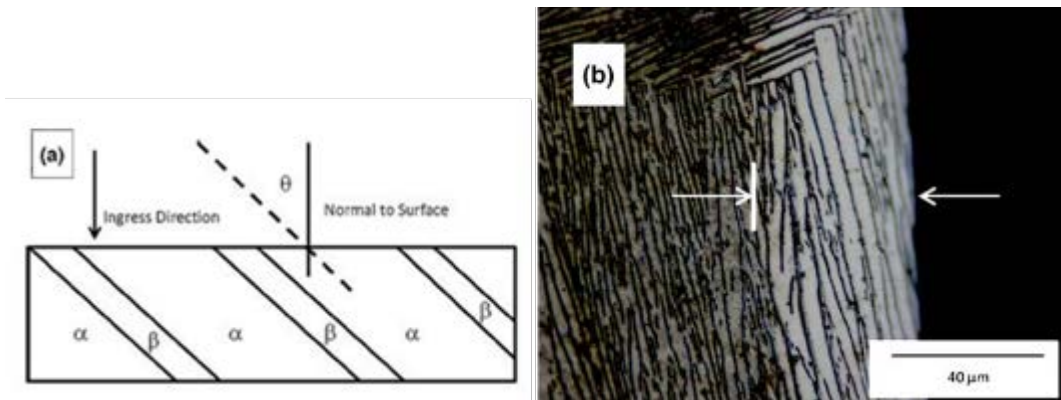 (a)
Ingress Direction
θ
Normal to Surface
α
β
α
β
α
β
(b)
40 μm